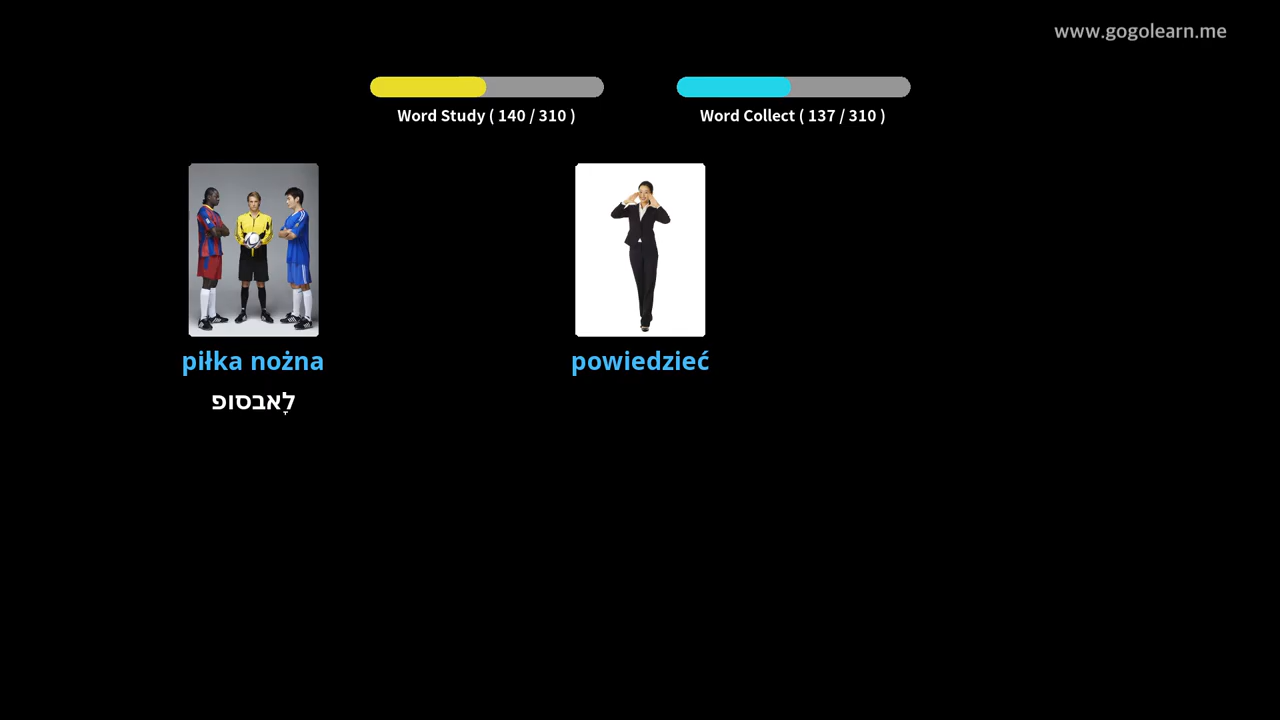 www.gogolearn.me
Word Study ( 140 / 310 )
Word Collect ( 137 / 310 )
piłka nożna
powiedzieć
לָאבסופ